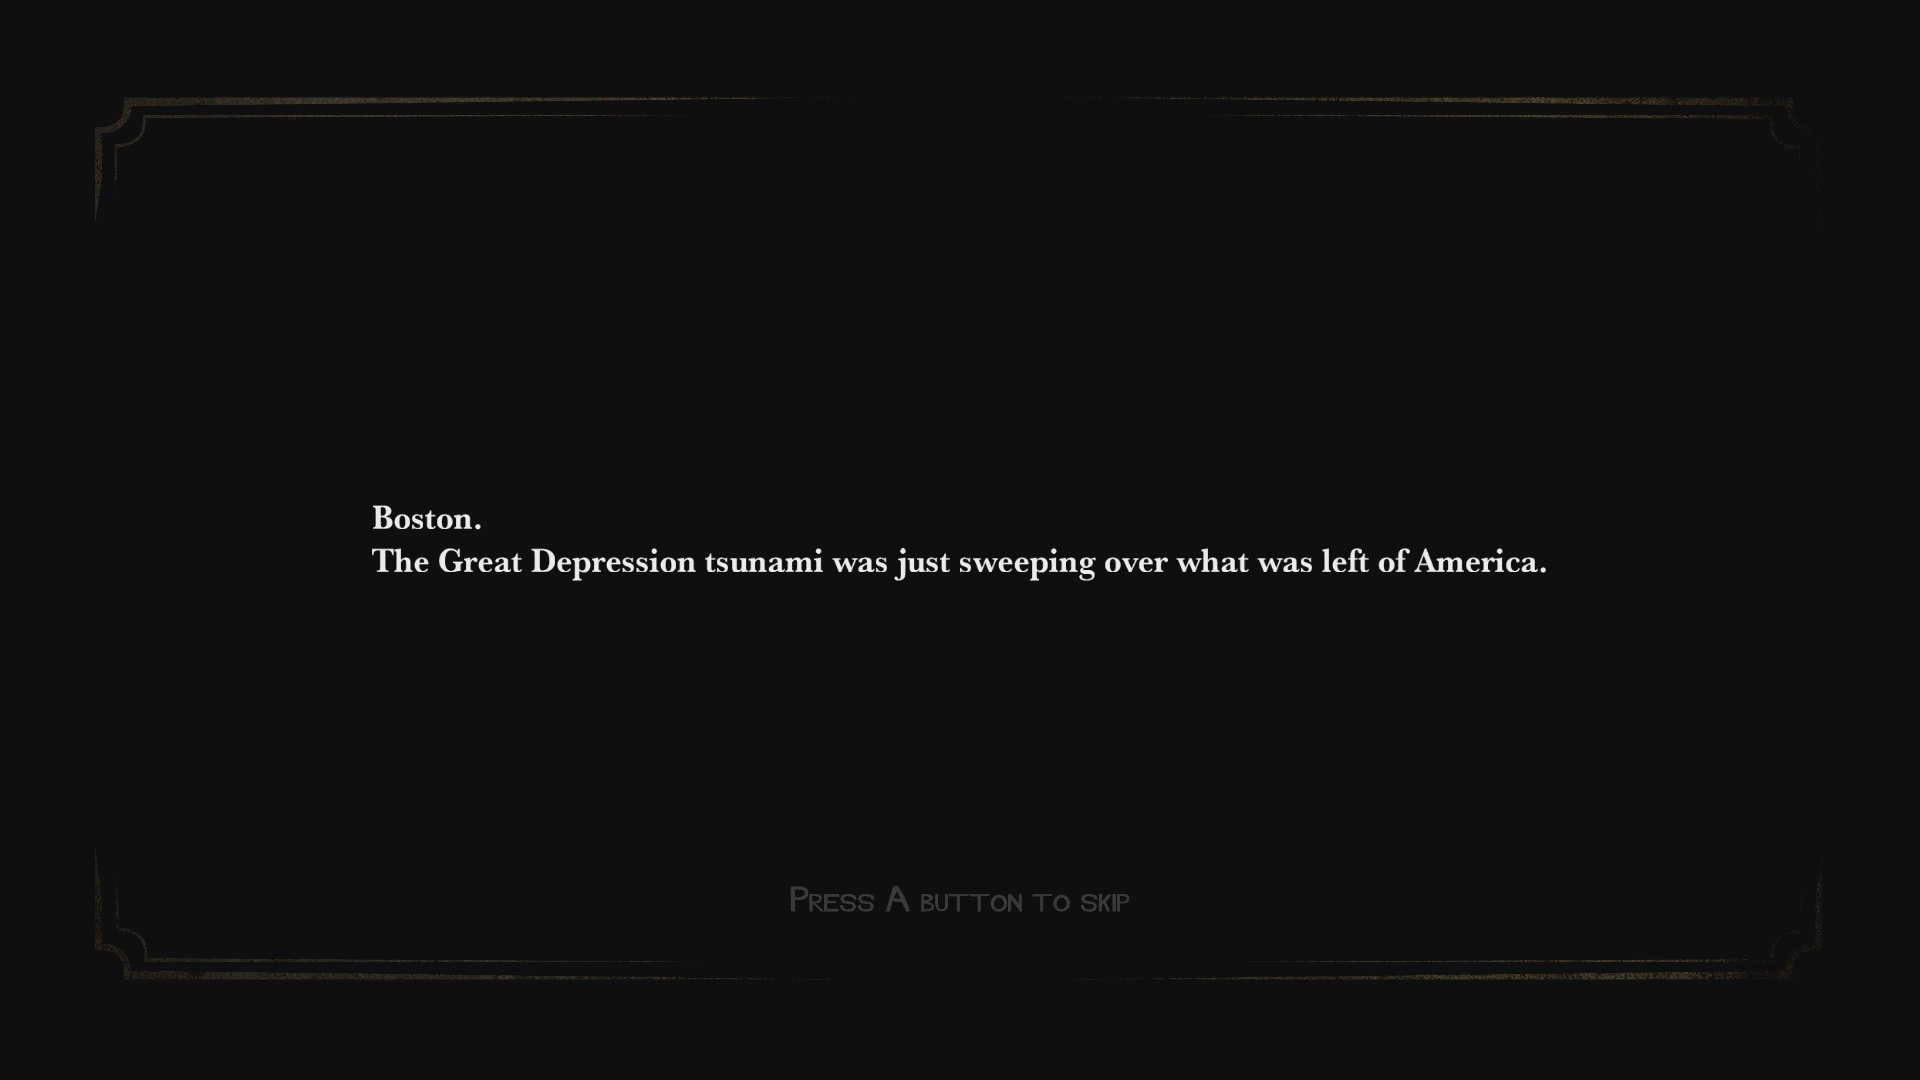 Boston.
The Great Depression tsunami was just sweeping over what was left of America.
Press A button to skip